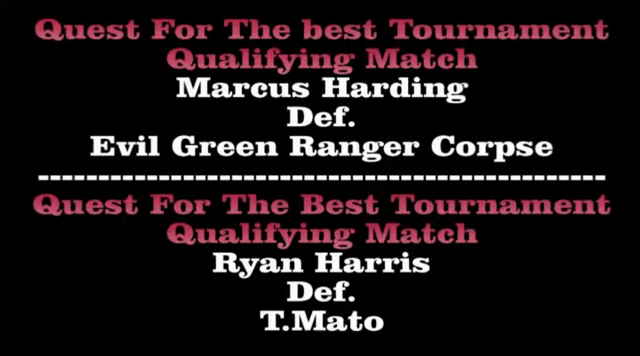 Quest For The best Tournament
Qualifying Match
Marcus Harding
Def.
Evil Green Ranger Corpse
-----------------------------------------------
Quest For The Best Tournament
Qualifying Match
Ryan Harris
Def.
T.Mato